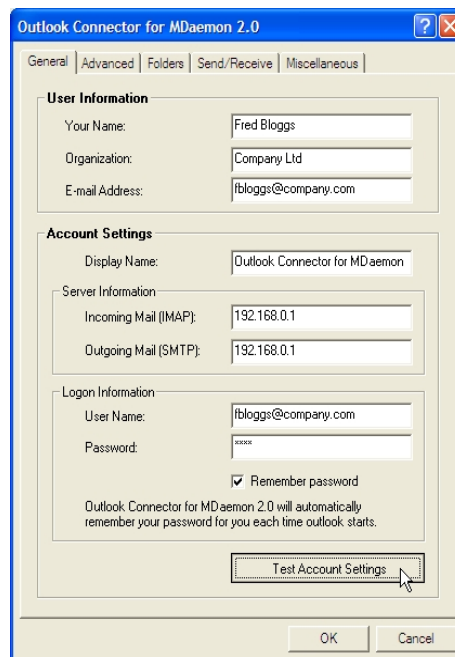 Outlook Connector for MDaemon 2.0
General Advanced Folders Send/Receive Miscellaneous
User Information
Your Name: Fred Bloggs
Organization: Company Ltd
E-mail Address: fbloggs@company.com
Account Settings
Display Name: Outlook Connector for MDaemon
Server Information
Incoming Mail (IMAP): 192.168.0.1
Outgoing Mail (SMTP): 192.168.0.1
Logon Information
User Name: fbloggs@company.com
Password: ××××
Remember password
Outlook Connector for MDaemon 2.0 will automatically
remember your password for you each time outlook starts.
Test Account Settings
OK Cancel